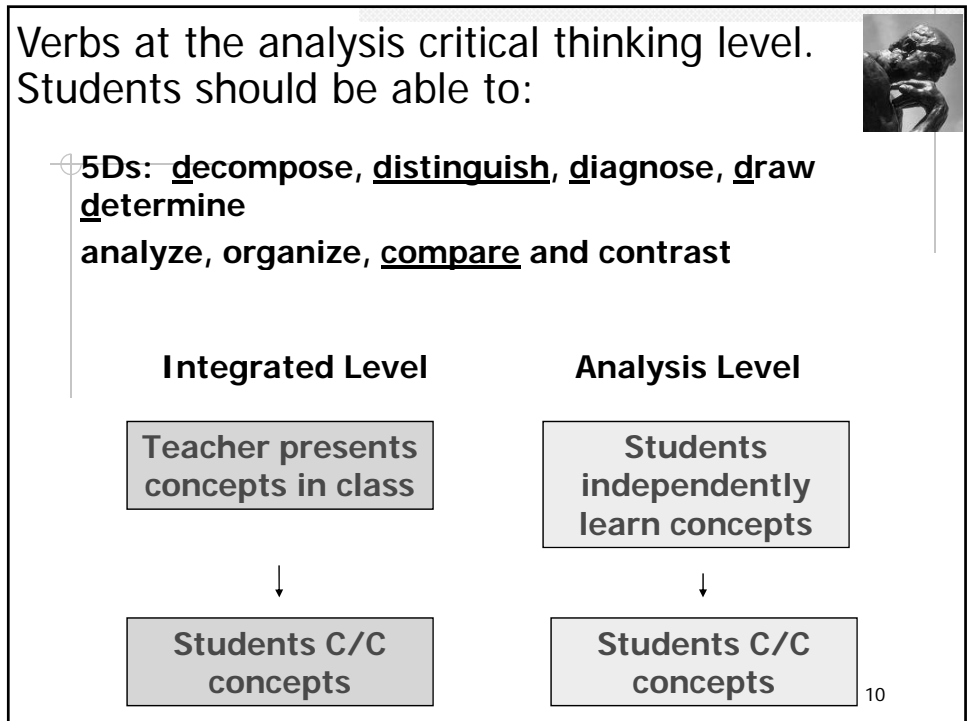 Verbs at the analysis critical thinking level.
Students should be able to:
5Ds: decompose, distinguish, diagnose, draw
determine
analyze, organize, compare and contrast
Integrated Level
Teacher presents
concepts in class
Students C/C
concepts
Analysis Level
Students
independently
learn concepts
Students C/C
concepts
10